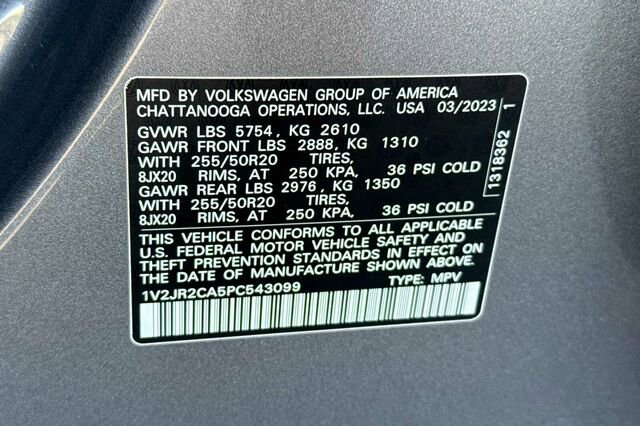 MFD BY VOLKSWAGEN GROUP OF AMERICA
CHATTANOOGA OPERATIONS, LLC. USA 03/2023
GVWR LBS 5754, KG 2610
GAWR FRONT LBS 2888, KG 1310
WITH 255/50R20 TIRES,
8JX20 RIMS, AT 250 KPA, 36 PSI COLD
GAWR REAR LBS 2976, KG 1350
WITH 255/50R20 TIRES,
8JX20 RIMS, AT 250 KPA, 36 PSI COLD
THIS VEHICLE CONFORMS TO ALL APPLICABLE
U.S. FEDERAL MOTOR VEHICLE SAFETY AND
THEFT PREVENTION STANDARDS IN EFFECT ON
THE DATE OF MANUFACTURE SHOWN ABOVE.
1V2JR2CA5PC543099 TYPE: MPV
1318362 1